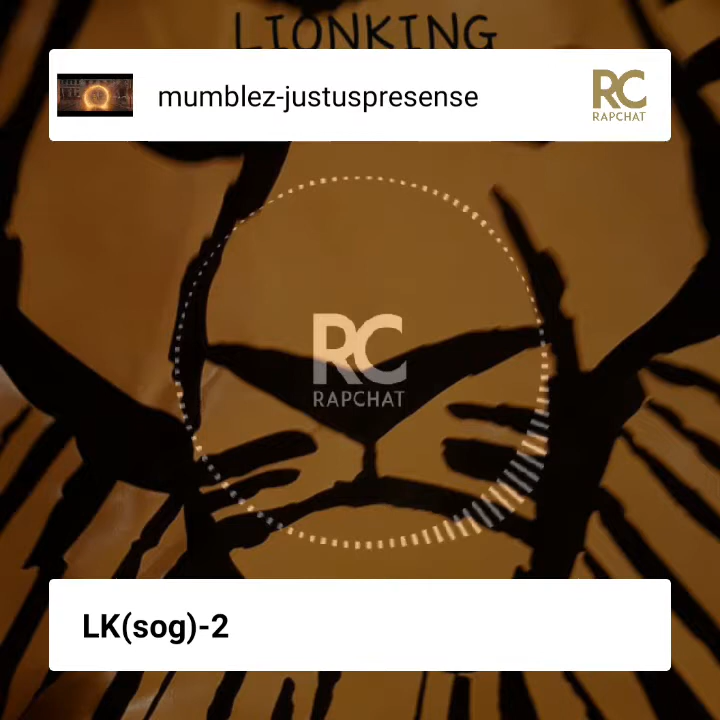 LIONKING
mumblez-justuspresense
RC
RAPCHAT
RC
RAPCHAT
LK(sog)-2